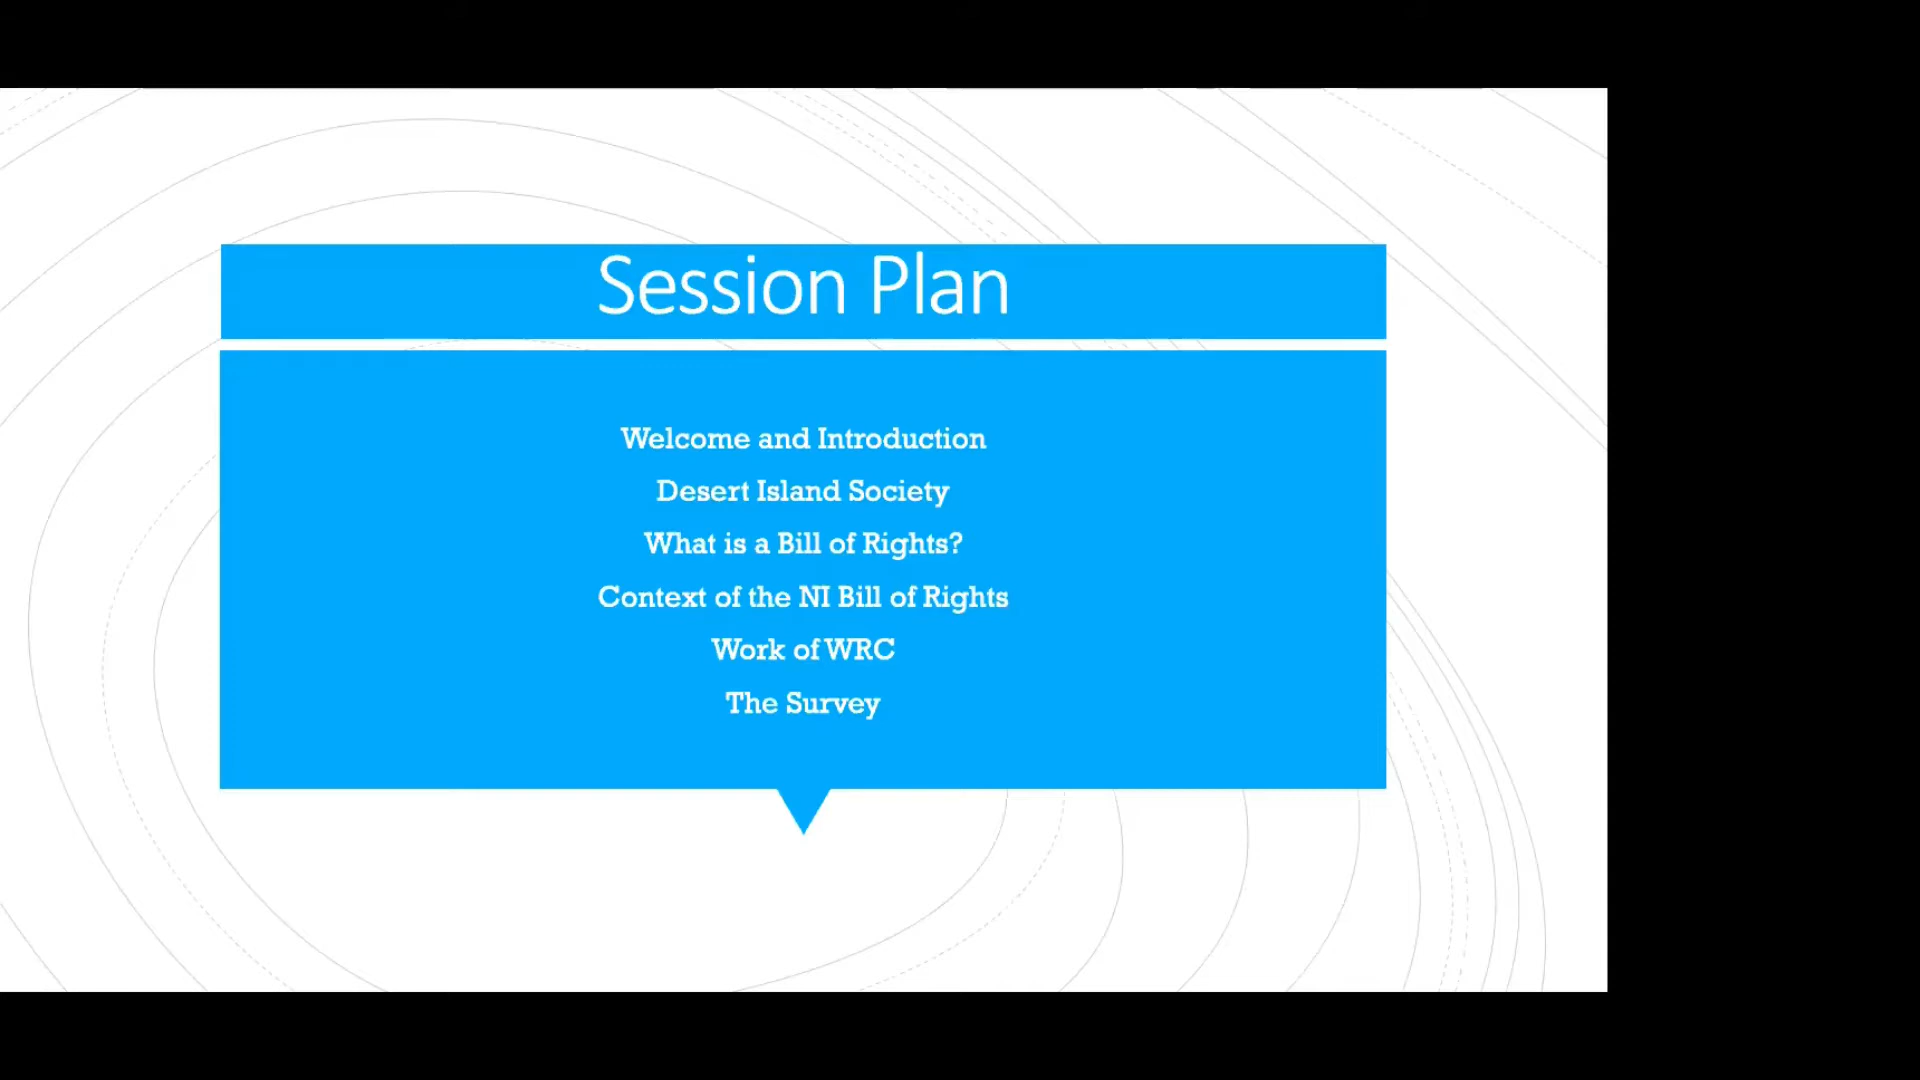 Session Plan
Welcome and Introduction
Desert Island Society
What is a Bill of Rights?
Context of the NI Bill of Rights
Work of WRC
The Survey